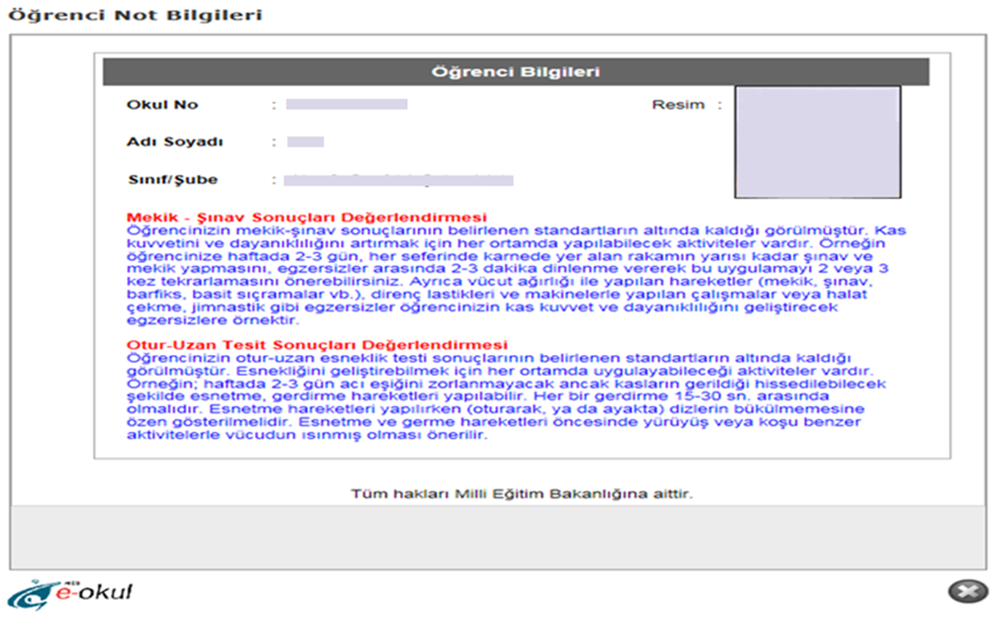 Öğrenci Not Bilgileri
Öğrenci Bilgileri
Okul No :
Resim :
Adı Soyadı :
Sınıf/Şube :
Mekik - Şınav Sonuçları Değerlendirmesi
Öğrencinizin mekik-şınav sonuçlarının belirlenen standartların altında kaldığı görülmüştür. Kas
kuvvetini ve dayanıklılığını artırmak için her ortamda yapılabilecek aktiviteler vardır. Örneğin
öğrencinize haftada 2-3 gün, her seferinde karnede yer alan rakamın yarısı kadar şınav ve
mekik yapmasını, egzersizler arasında 2-3 dakika dinlenme vererek bu uygulamayı 2 veya 3
kez tekrarlamasını önerebilirsiniz. Ayrıca vücut ağırlığı ile yapılan hareketler (mekik, şınav,
barfiks, basit sıçramalar vb.), direnç lastikleri ve makinelerle yapılan çalışmalar veya halat
çekme, jimnastik gibi egzersizler öğrencinizin kas kuvvet ve dayanıklılığını geliştirecek
egzersizlere örnektir.
Otur-Uzan Tesit Sonuçları Değerlendirmesi
Öğrencinizin otur-uzan esneklik testi sonuçlarının belirlenen standartların altında kaldığı
görülmüştür. Esnekliğini geliştirebilmek için her ortamda uygulayabileceği aktiviteler vardır.
Örneğin; haftada 2-3 gün acı eşiğini zorlanmayacak ancak kasların gerildiği hissedilebilecek
şekilde esnetme, gerdirme hareketleri yapılabilir. Her bir gerdirme 15-30 sn. arasında
olmalıdır. Esnetme hareketleri yapılırken (oturarak, ya da ayakta) dizlerin bükülmemesine
özen gösterilmelidir. Esnetme ve germe hareketleri öncesinde yürüyüş veya koşu benzer
aktivitelerle vücudun ısınmış olması önerilir.
Tüm hakları Milli Eğitim Bakanlığına aittir.
MEB
e-okul